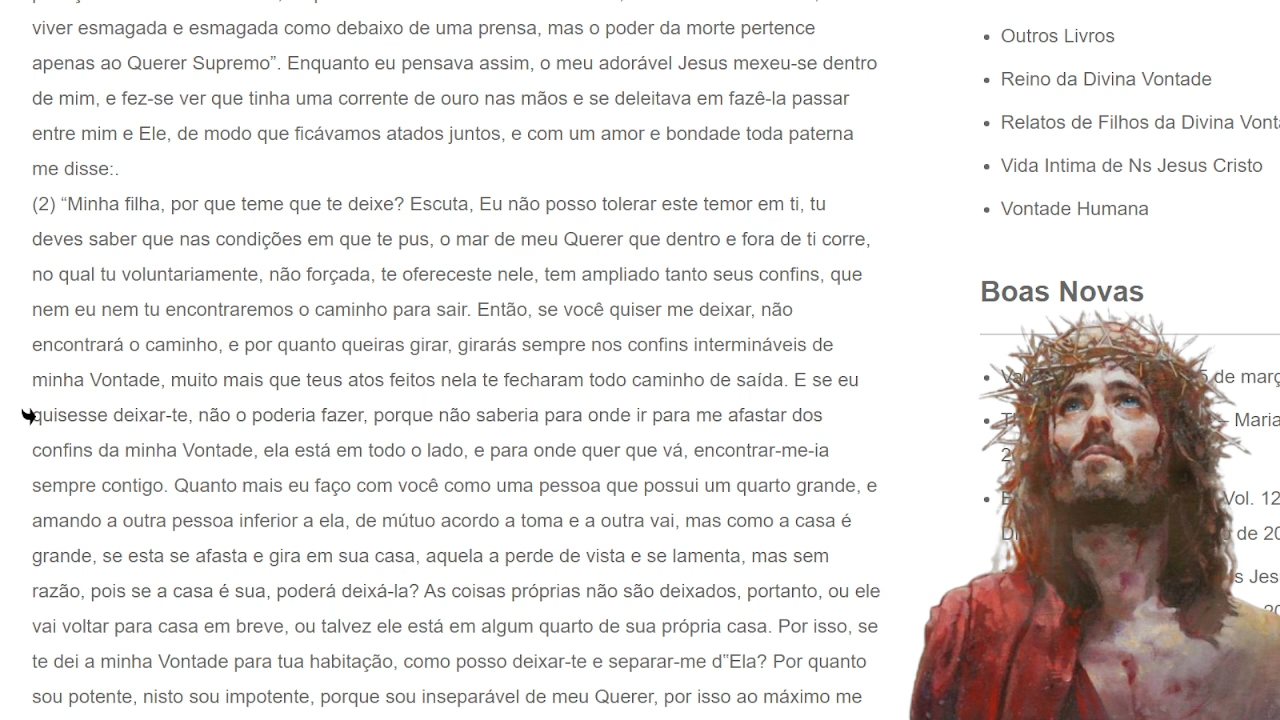 viver esmagada e esmagada como debaixo de uma prensa, mas o poder da morte pertence
apenas ao Querer Supremo”. Enquanto eu pensava assim, o meu adorável Jesus mexeu-se dentro
de mim, e fez-se ver que tinha uma corrente de ouro nas mãos e se deleitava em fazê-la passar
entre mim e Ele, de modo que ficávamos atados juntos, e com um amor e bondade toda paterna
me disse:.
(2) “Minha filha, por que teme que te deixe? Escuta, Eu não posso tolerar este temor em ti, tu
deves saber que nas condições em que te pus, o mar de meu Querer que dentro e fora de ti corre,
no qual tu voluntariamente, não forçada, te ofereceste nele, tem ampliado tanto seus confins, que
nem eu nem tu encontraremos o caminho para sair. Então, se você quiser me deixar, não
encontrará o caminho, e por quanto queiras girar, girarás sempre nos confins intermináveis de
minha Vontade, muito mais que teus atos feitos nela te fecharam todo caminho de saída. E se eu
quisesse deixar-te, não o poderia fazer, porque não saberia para onde ir para me afastar dos
confins da minha Vontade, ela está em todo o lado, e para onde quer que vá, encontrar-me-ia
sempre contigo. Quanto mais eu faço com você como uma pessoa que possui um quarto grande, e
amando a outra pessoa inferior a ela, de mútuo acordo a toma e a outra vai, mas como a casa é
grande, se esta se afasta e gira em sua casa, aquela a perde de vista e se lamenta, mas sem
razão, pois se a casa é sua, poderá deixá-la? As coisas próprias não são deixados, portanto, ou ele
vai voltar para casa em breve, ou talvez ele está em algum quarto de sua própria casa. Por isso, se
te dei a minha Vontade para tua habitação, como posso deixar-te e separar-me d”Ela? Por quanto
sou potente, nisto sou impotente, porque sou inseparável de meu Querer, por isso ao máximo me
Outros Livros
Reino da Divina Vontade
Relatos de Filhos da Divina
Vida Intima de Ns Jesus Cristo
Vontade Humana
Boas Novas
de
– Maria
Vol. 12
de